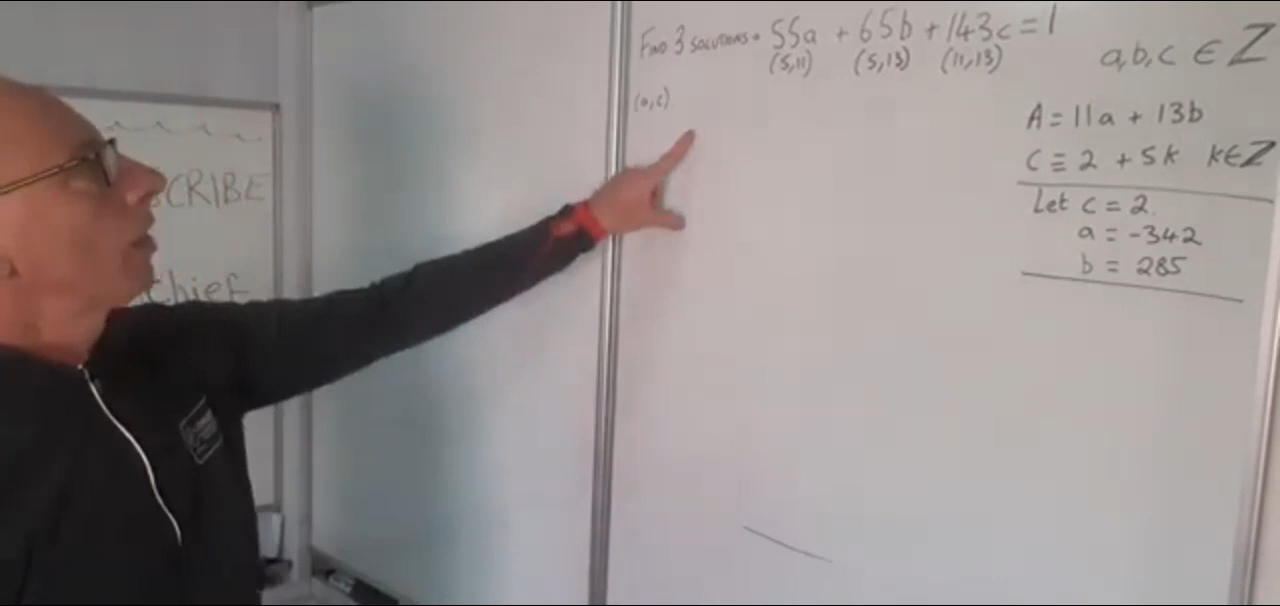 FIND 3 SOLUTIONS 55a + 65b + 143c = 1
(5,11) (5,13) (11,13)
a,b,c ∈ Z
(a,c)
A = 11a + 13b
C ≡ 2 + 5k k∈Z
Let c = 2.
a = -342
b = 285
CRIBE
chief